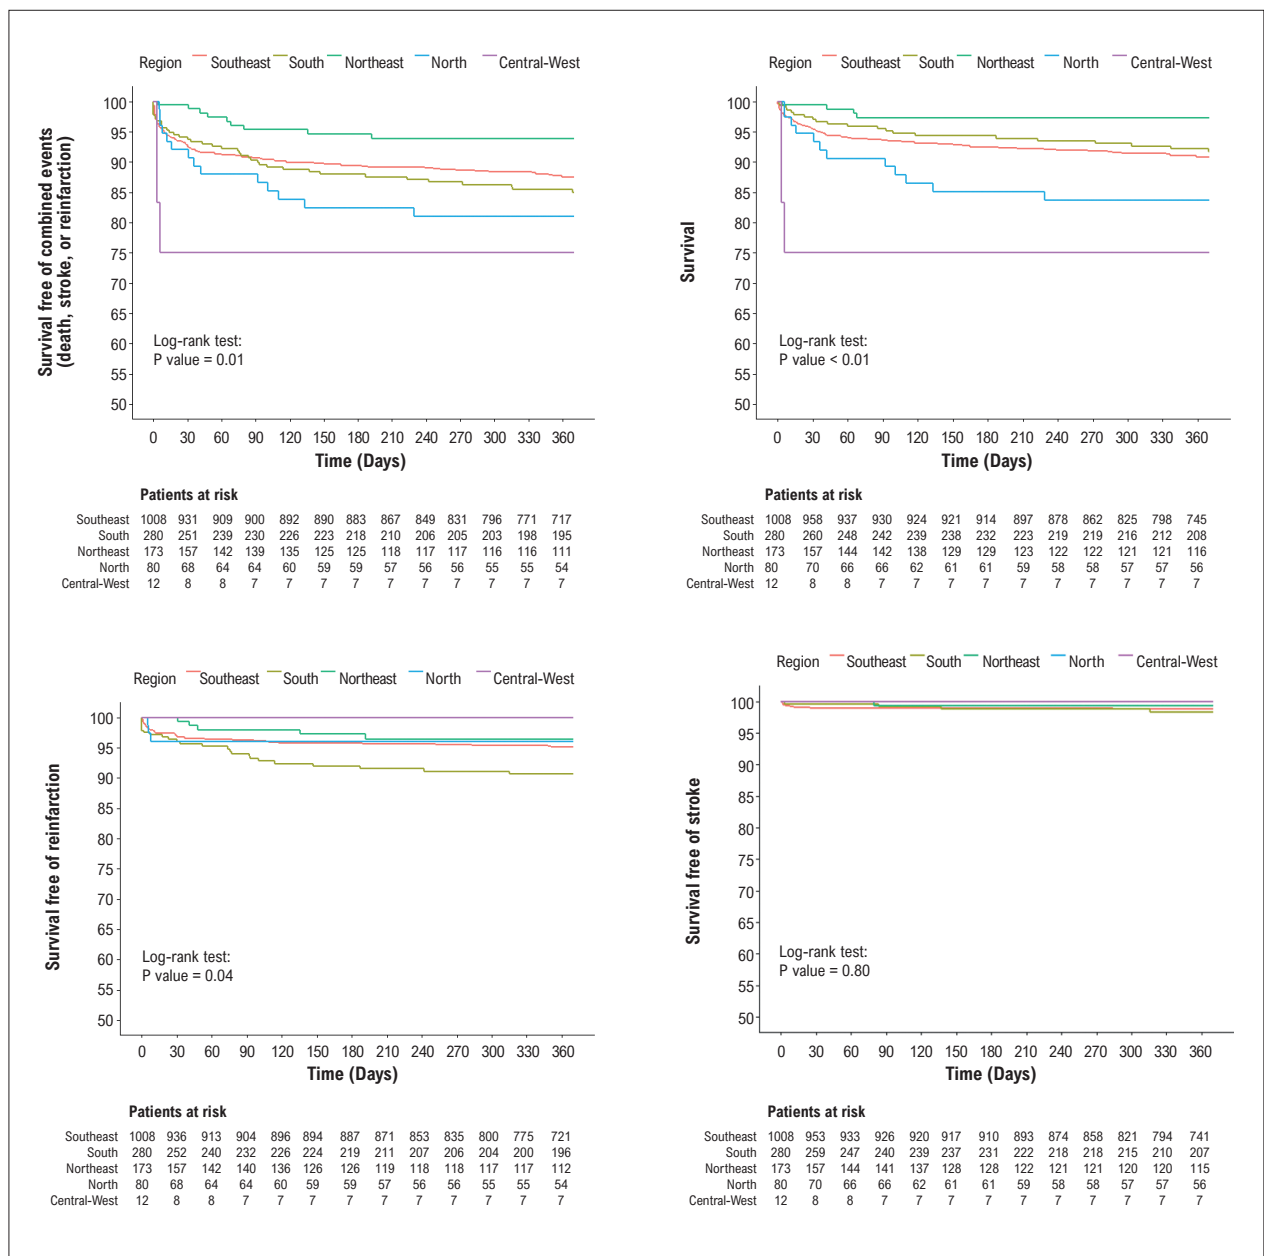 Region Southeast South Northeast North Central-West
Survival free of combined events
(death, stroke, or reinfarction)
100
95
90
85
80
75
70
65
60
55
50
Log-rank test:
P value = 0.01
0 30 60 90 120 150 180 210 240 270 300 330 360
Time (Days)
Patients at risk
Southeast 1008 931 909 900 892 890 883 867 849 831 796 771 717
South 280 251 239 230 226 223 218 210 206 205 203 198 195
Northeast 173 157 142 139 135 125 125 118 117 117 116 116 111
North 80 68 64 64 60 59 59 57 56 56 55 55 54
Central-West 12 8 8 7 7 7 7 7 7 7 7 7 7
Region Southeast South Northeast North Central-West
Survival
100
95
90
85
80
75
70
65
60
55
50
Log-rank test:
P value < 0.01
0 30 60 90 120 150 180 210 240 270 300 330 360
Time (Days)
Patients at risk
Southeast 1008 958 937 930 924 921 914 897 878 862 825 798 745
South 280 260 248 242 239 238 232 223 219 219 216 212 208
Northeast 173 157 144 142 138 129 129 123 122 122 121 121 116
North 80 70 66 66 62 61 61 59 58 58 57 57 56
Central-West 12 8 8 7 7 7 7 7 7 7 7 7 7
Region Southeast South Northeast North Central-West
Survival free of reinfarction
100
95
90
85
80
75
70
65
60
55
50
Log-rank test:
P value = 0.04
0 30 60 90 120 150 180 210 240 270 300 330 360
Time (Days)
Patients at risk
Southeast 1008 936 913 904 896 894 887 871 853 835 800 775 721
South 280 252 240 232 226 224 219 211 207 206 204 200 196
Northeast 173 157 142 140 136 126 126 119 118 118 117 117 112
North 80 68 64 64 60 59 59 57 56 56 55 55 54
Central-West 12 8 8 7 7 7 7 7 7 7 7 7 7
Region Southeast South Northeast North Central-West
Survival free of stroke
100
95
90
85
80
75
70
65
60
55
50
Log-rank test:
P value = 0.80
0 30 60 90 120 150 180 210 240 270 300 330 360
Time (Days)
Patients at risk
Southeast 1008 953 933 926 920 917 910 893 874 858 821 794 741
South 280 259 247 240 239 237 231 222 218 218 215 210 207
Northeast 173 157 144 141 137 128 128 122 121 121 120 120 115
North 80 70 66 66 62 61 61 59 58 58 57 57 56
Central-West 12 8 8 7 7 7 7 7 7 7 7 7 7